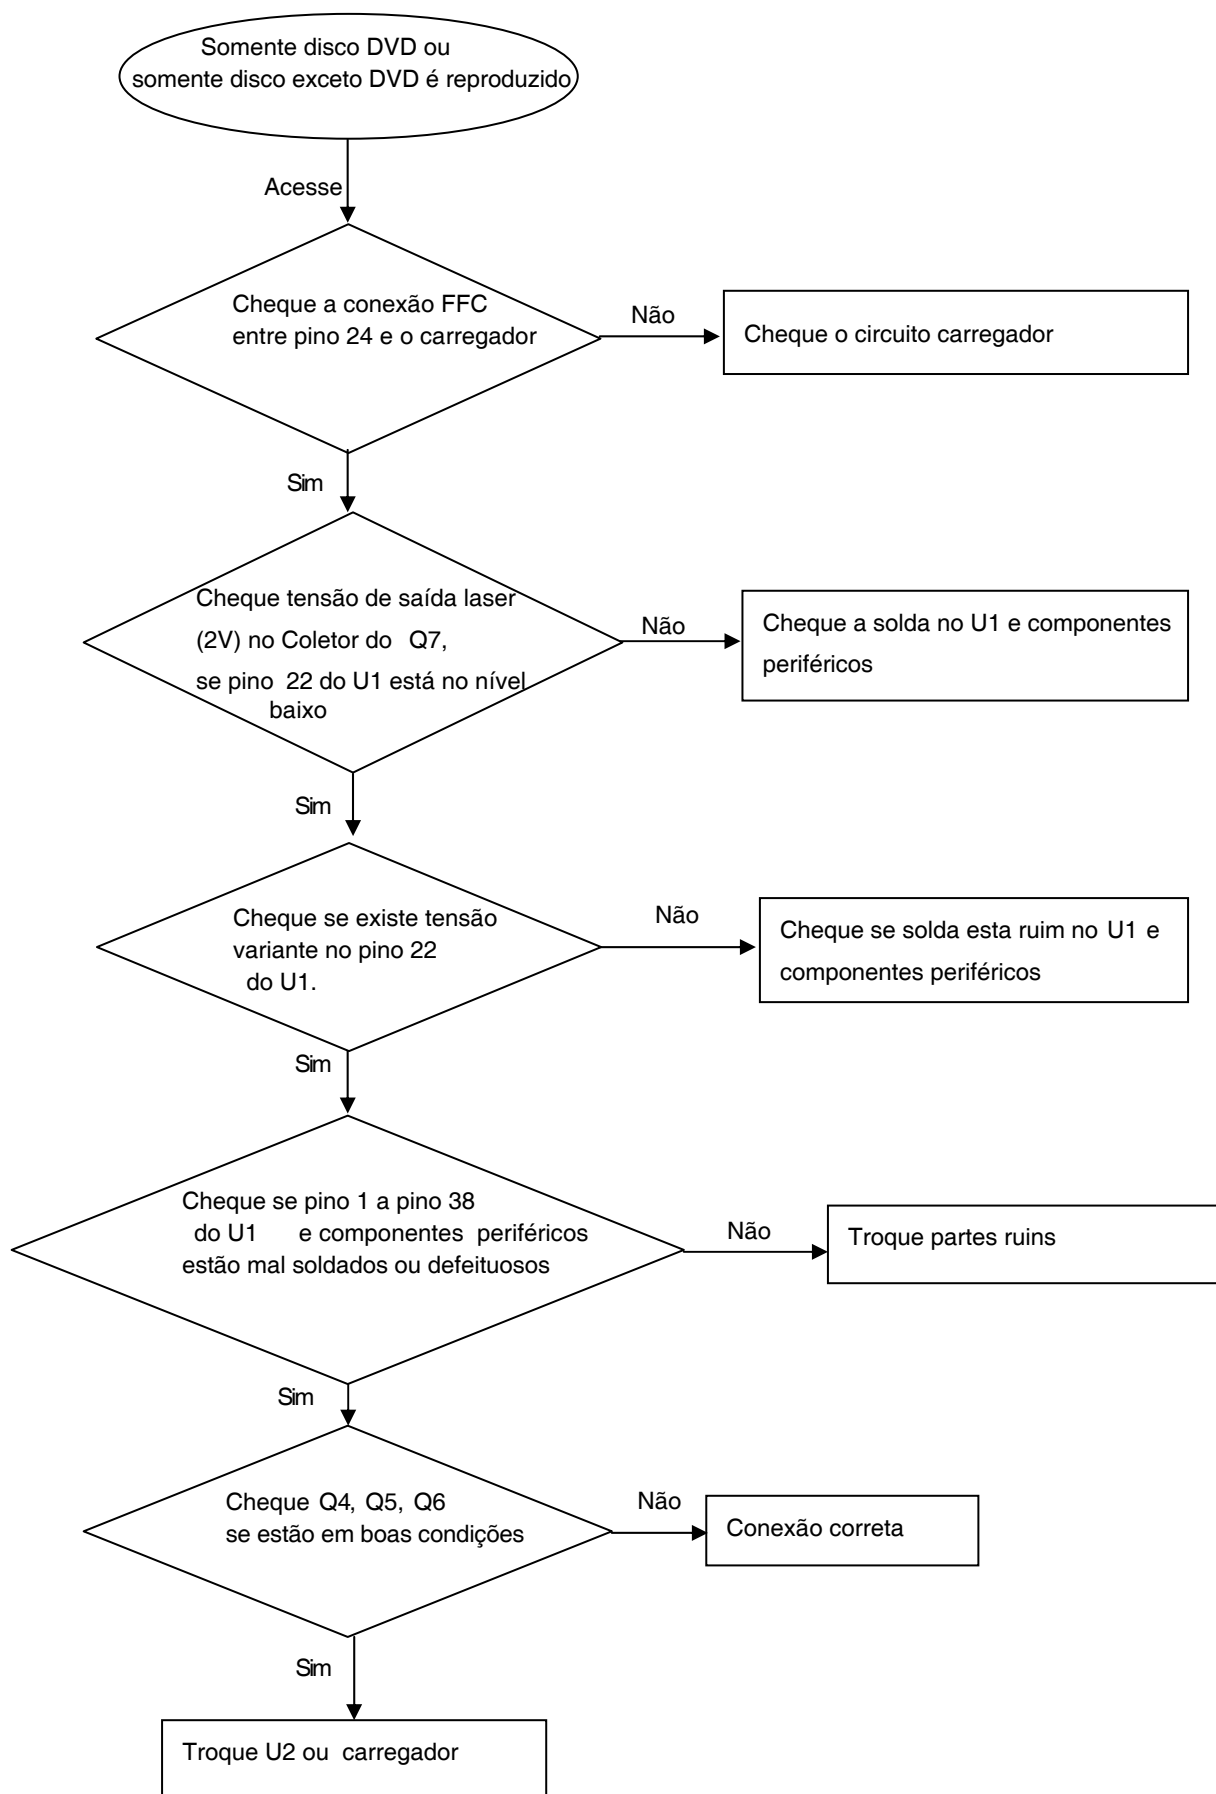 Somente disco DVD ou
somente disco exceto DVD é reproduzido
Acesse
Cheque a conexão FFC
entre pino 24 e o carregador
Não
Cheque o circuito carregador
Sim
Cheque tensão de saída laser
(2V) no Coletor do Q7,
se pino 22 do U1 está no nível
baixo
Não
Cheque a solda no U1 e componentes
periféricos
Sim
Cheque se existe tensão
variante no pino 22
do U1.
Não
Cheque se solda esta ruim no U1 e
componentes periféricos
Sim
Cheque se pino 1 a pino 38
do U1 e componentes periféricos
estão mal soldados ou defeituosos
Não
Troque partes ruins
Sim
Cheque Q4, Q5, Q6
se estão em boas condições
Não
Conexão correta
Sim
Troque U2 ou carregador